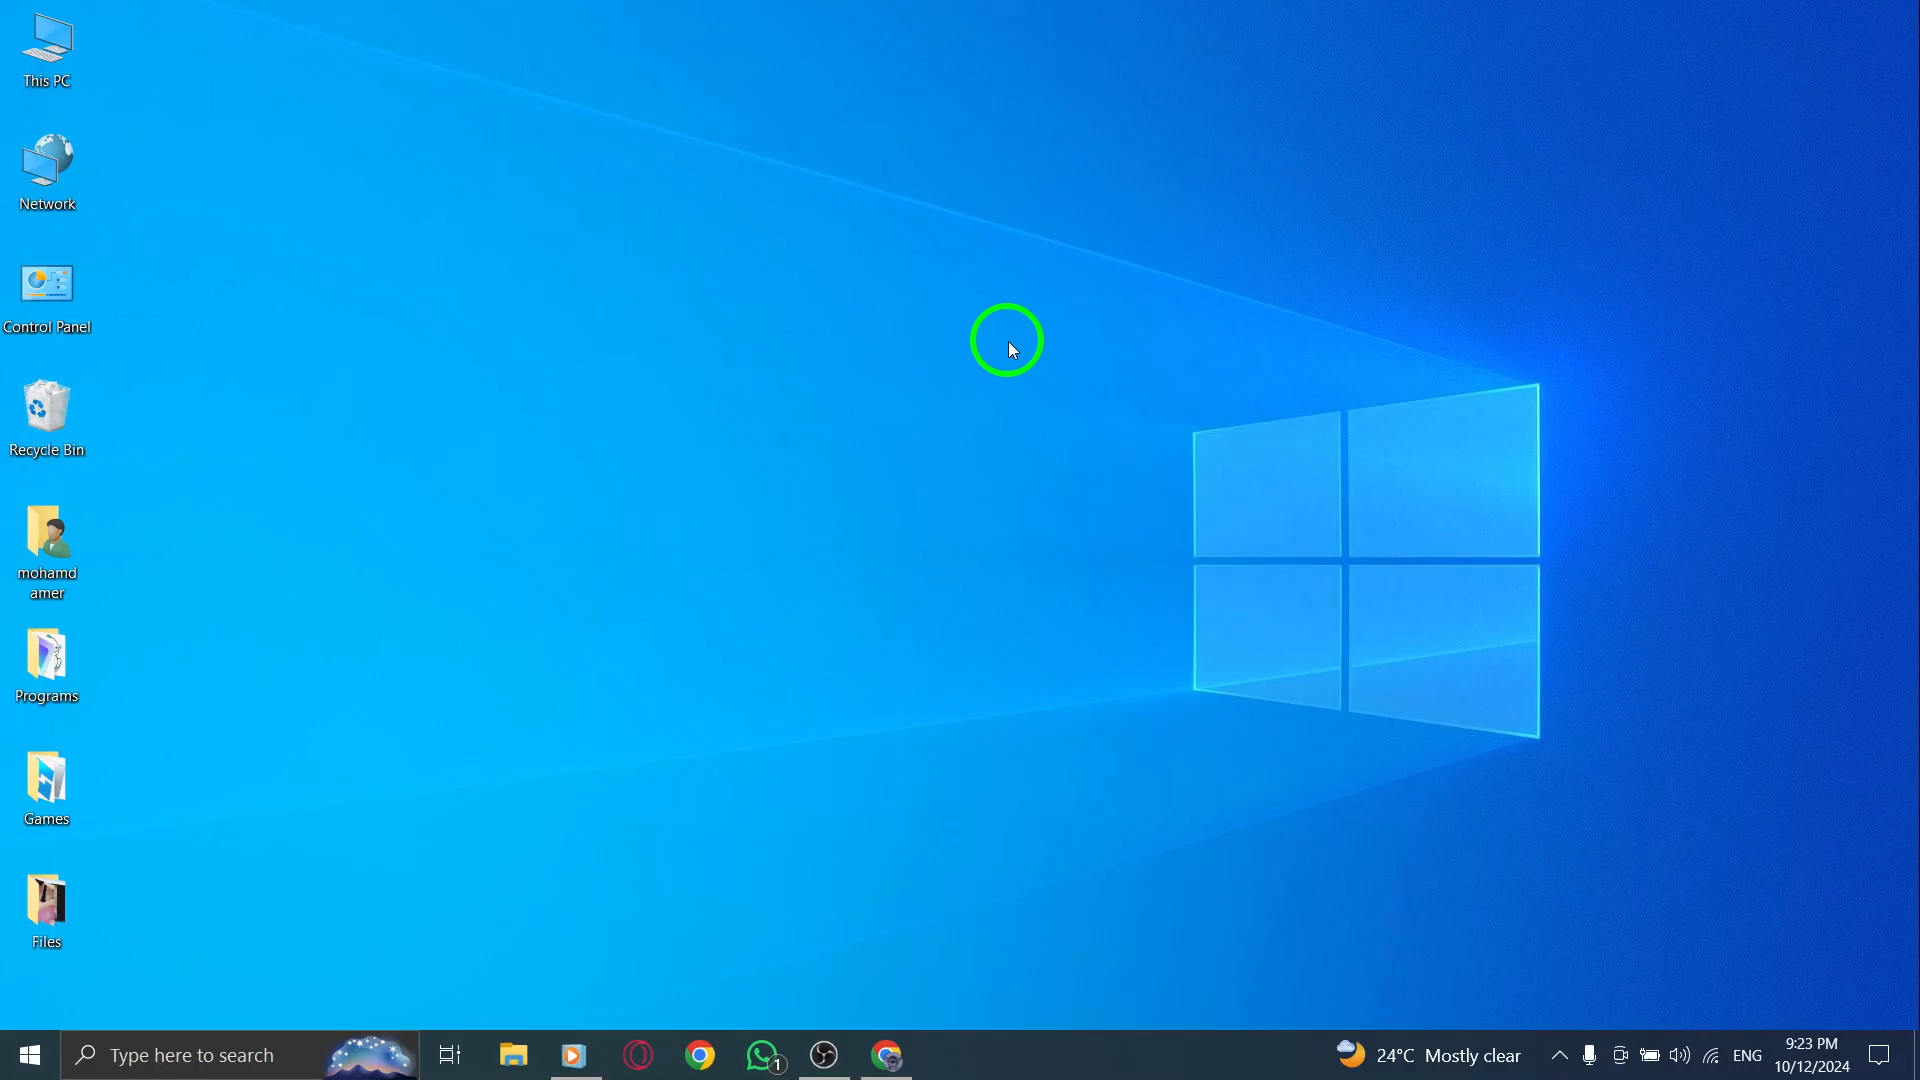 This PC
Network
Control Panel
Recycle Bin
mohamd
amer
Programs
Games
Files
Type here to search
1
24°C Mostly clear
ENG
9:23 PM
10/12/2024